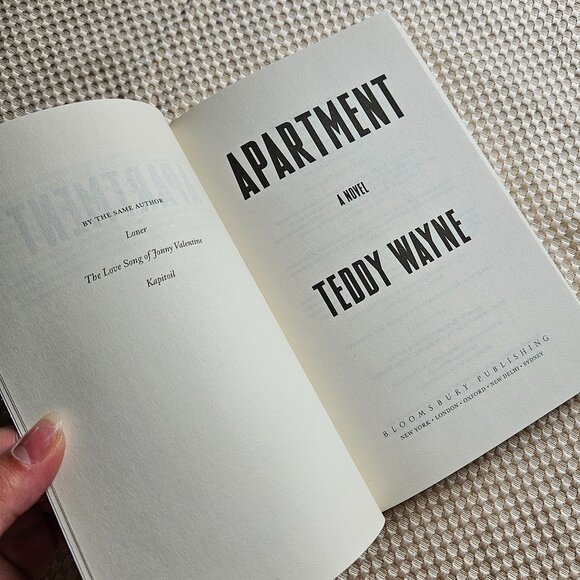 BY THE SAME AUTHOR
Loner
The Love Song of Jonny Valentine
Kapitoil
APARTMENT
A NOVEL
TEDDY WAYNE
BLOOMSBURY PUBLISHING
NEW YORK • LONDON • OXFORD • NEW DELHI • SYDNEY